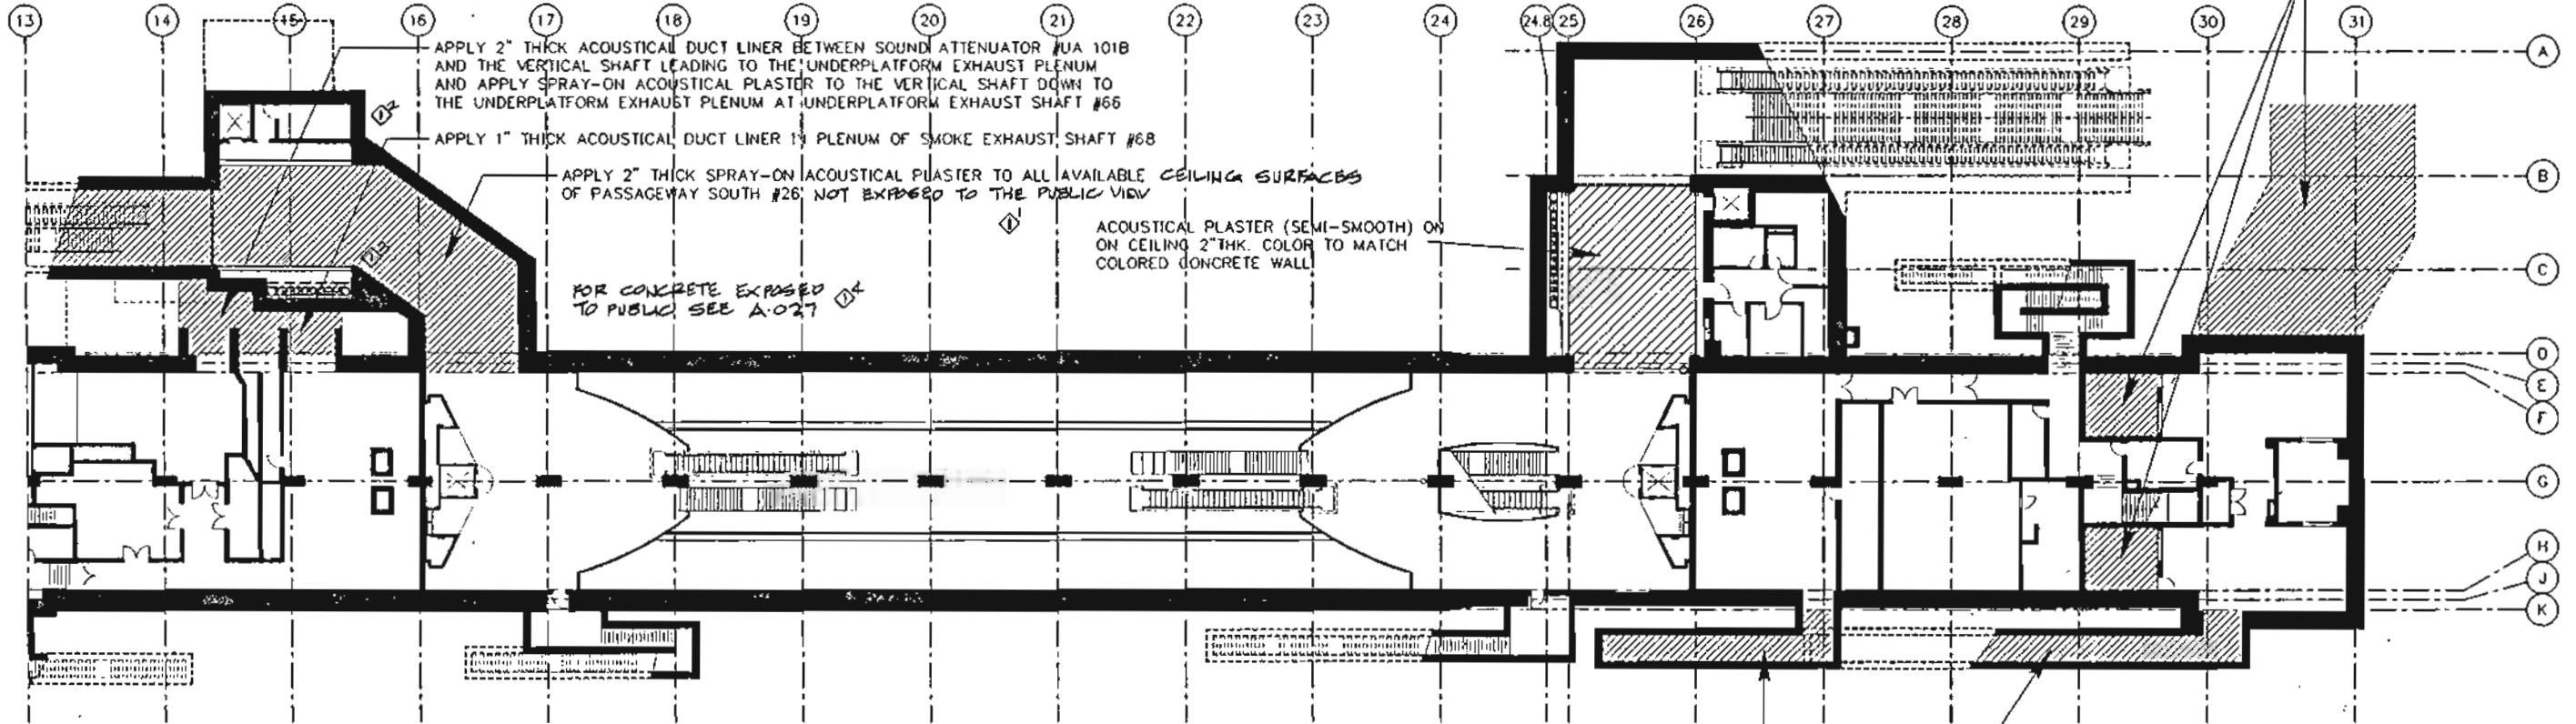 13 14 15 16 17 18 19 20 21 22 23 24 24.8 25 26 27 28 29 30 31
APPLY 2" THICK ACOUSTICAL DUCT LINER BETWEEN SOUND ATTENUATOR #UA 101B
AND THE VERTICAL SHAFT LEADING TO THE UNDERPLATFORM EXHAUST PLENUM
AND APPLY SPRAY-ON ACOUSTICAL PLASTER TO THE VERTICAL SHAFT DOWN TO
THE UNDERPLATFORM EXHAUST PLENUM AT UNDERPLATFORM EXHAUST SHAFT #66
APPLY 1" THICK ACOUSTICAL DUCT LINER IN PLENUM OF SMOKE EXHAUST SHAFT #68
APPLY 2" THICK SPRAY-ON ACOUSTICAL PLASTER TO ALL AVAILABLE CEILING SURFACES
OF PASSAGEWAY SOUTH #26 NOT EXPOSED TO THE PUBLIC VIEW
ACOUSTICAL PLASTER (SEMI-SMOOTH) ON
ON CEILING 2"THK. COLOR TO MATCH
COLORED CONCRETE WALL
FOR CONCRETE EXPOSED
TO PUBLIC SEE A.027
A
B
C
D
E
F
G
H
J
K